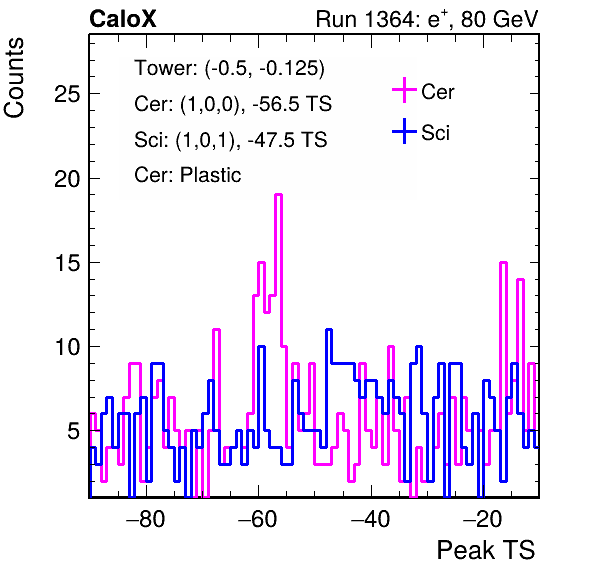 CaloX Run 1364: e⁺, 80 GeV
Counts
Tower: (-0.5, -0.125)
Cer: (1,0,0), -56.5 TS
Sci: (1,0,1), -47.5 TS
Cer: Plastic
Cer
Sci
25
20
15
10
5
−80 −60 −40 −20
Peak TS